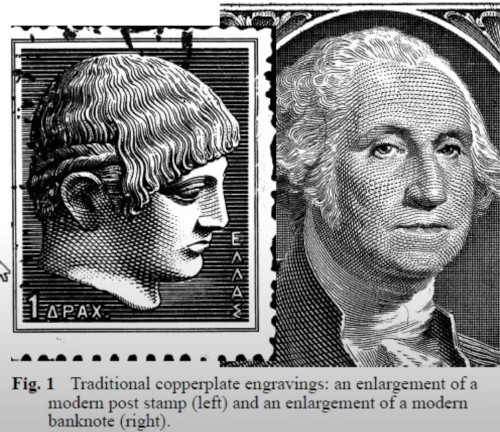 ΕΛΛΑΣ
1 ΔΡΑΧ.
Fig. 1 Traditional copperplate engravings: an enlargement of a
modern post stamp (left) and an enlargement of a modern
banknote (right).